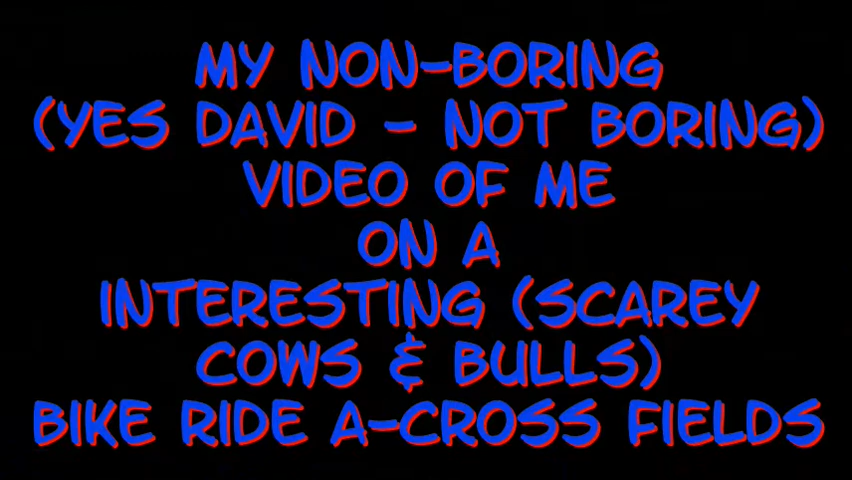 MY NON-BORING
(YES DAVID - NOT BORING)
VIDEO OF ME
ON A
INTERESTING (SCAREY
COWS & BULLS)
BIKE RIDE A-CROSS FIELDS